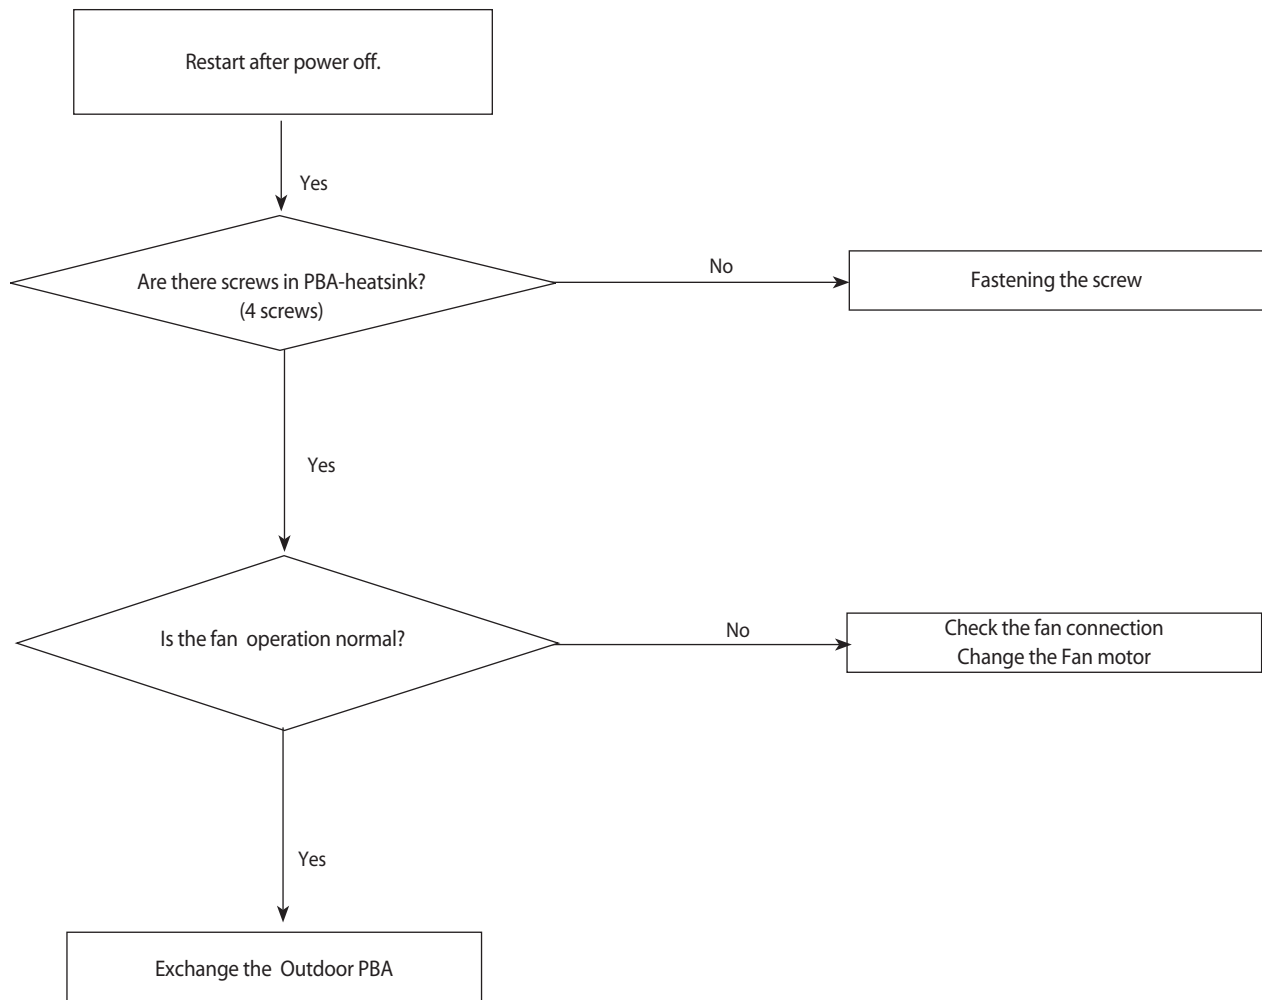 Restart after power off.
Yes
Are there screws in PBA-heatsink?
(4 screws)
No
Fastening the screw
Yes
Is the fan operation normal?
No
Check the fan connection
Change the Fan motor
Yes
Exchange the Outdoor PBA